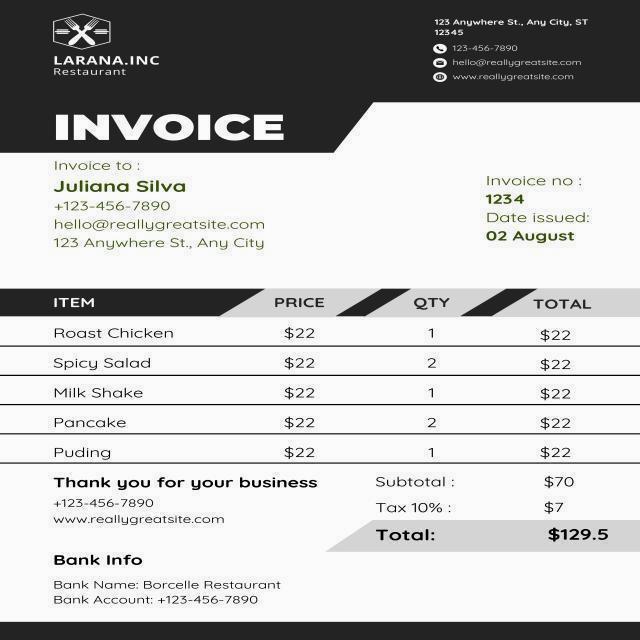 LARANA.INC
Restaurant
123 Anywhere St., Any City, ST
12345
123-456-7890
hello@reallygreatsite.com
www.reallygreatsite.com
INVOICE
Invoice to :
Juliana Silva
+123-456-7890
hello@reallygreatsite.com
123 Anywhere St., Any City
Invoice no :
1234
Date issued:
02 August
ITEM PRICE QTY TOTAL
Roast Chicken $22 1 $22
Spicy Salad $22 2 $22
Milk Shake $22 1 $22
Pancake $22 2 $22
Puding $22 1 $22
Thank you for your business
+123-456-7890
www.reallygreatsite.com
Subtotal : $70
Tax 10% : $7
Total: $129.5
Bank Info
Bank Name: Borcelle Restaurant
Bank Account: +123-456-7890